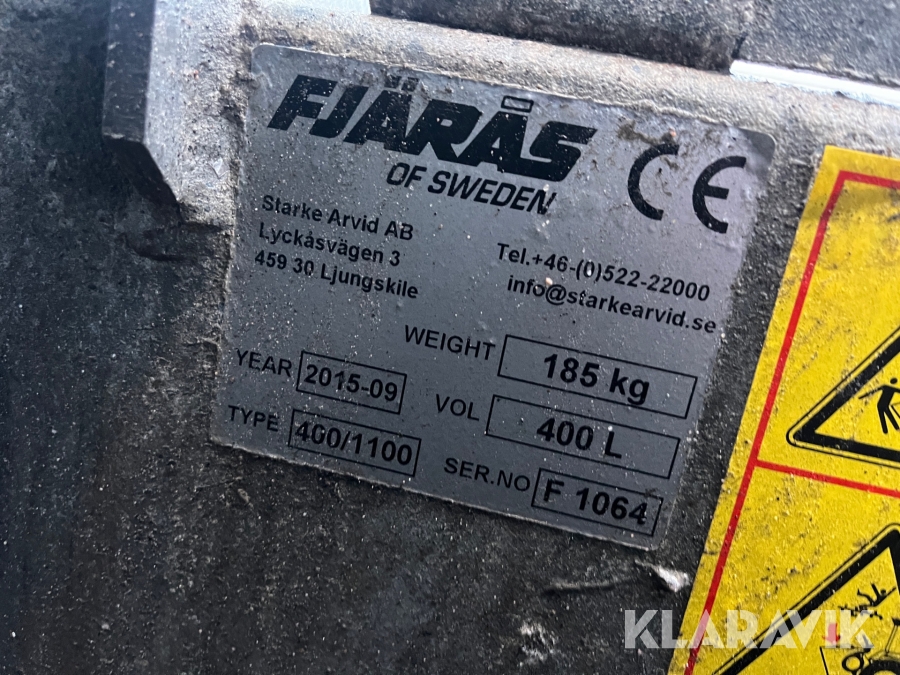 FJÄRÅS
OF SWEDEN
CE
Starke Arvid AB
Lyckåsvägen 3
459 30 Ljungskile
Tel.+46-(0)522-22000
info@starkearvid.se
WEIGHT 185 kg
YEAR 2015-09
VOL 400 L
TYPE 400/1100
SER.NO F 1064
KLARAVIK